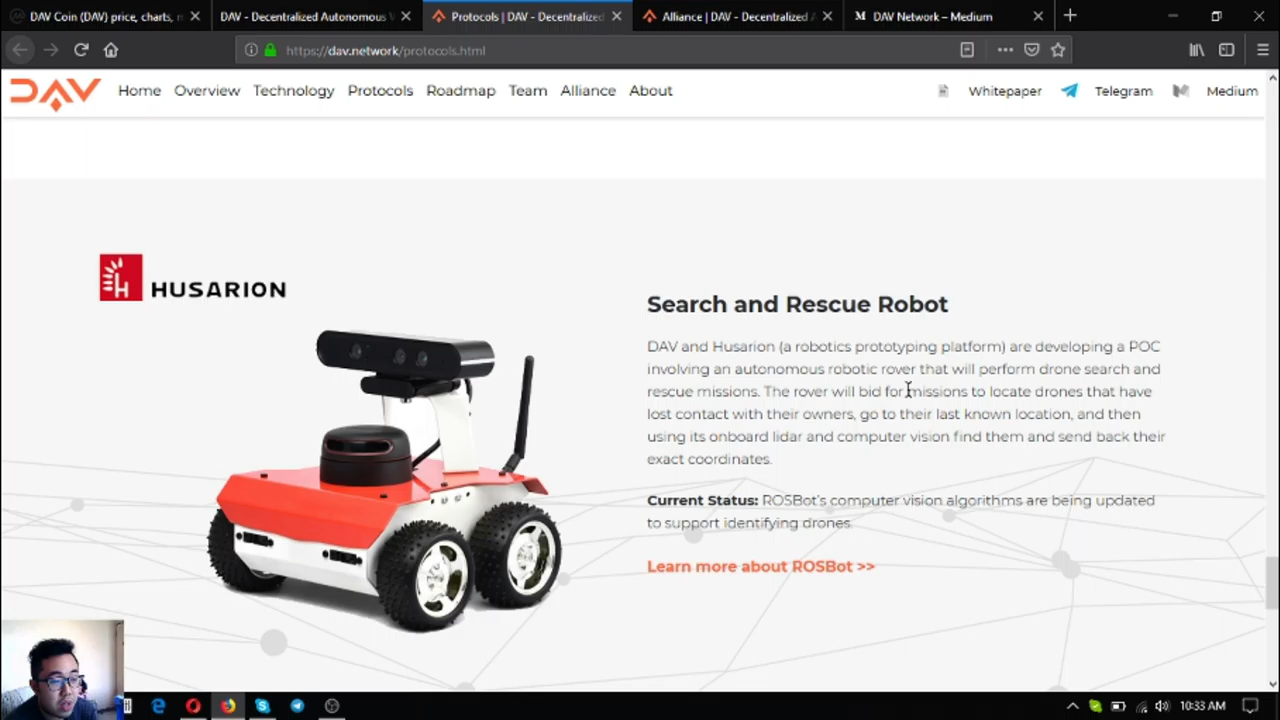 DAV Coin (DAV) price, charts, m
DAV - Decentralized Autonomous V
Protocols | DAV - Decentralized
Alliance | DAV - Decentralized A
M DAV Network – Medium
https://dav.network/protocols.html
DAV Home Overview Technology Protocols Roadmap Team Alliance About Whitepaper Telegram Medium
H HUSARION
Search and Rescue Robot
DAV and Husarion (a robotics prototyping platform) are developing a POC
involving an autonomous robotic rover that will perform drone search and
rescue missions. The rover will bid for missions to locate drones that have
lost contact with their owners, go to their last known location, and then
using its onboard lidar and computer vision find them and send back their
exact coordinates.
Current Status: ROSBot's computer vision algorithms are being updated
to support identifying drones.
Learn more about ROSBot >>
10:33 AM